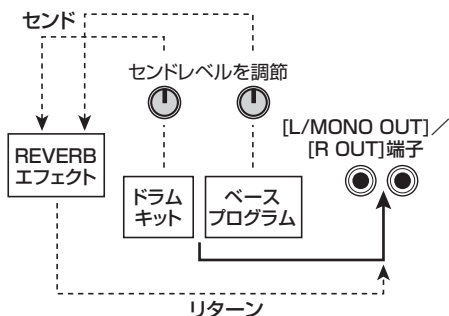 センド
センドレベルを調節
[L/MONO OUT]／
[R OUT]端子
REVERB
エフェクト
ドラム
キット
ベース
プログラム
リターン